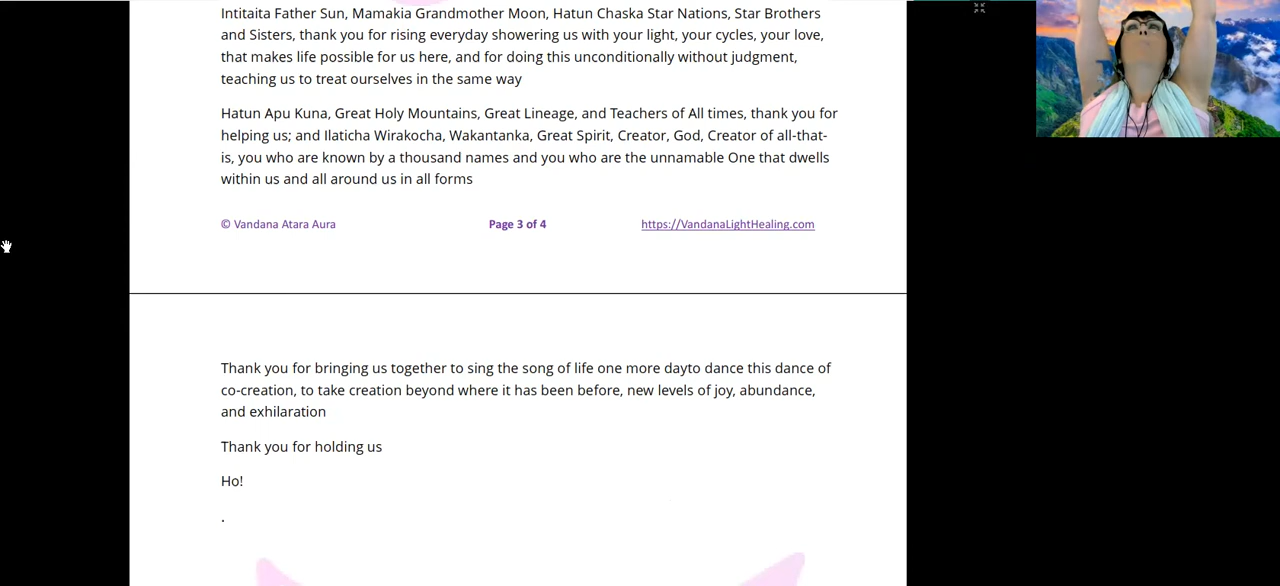 Intitaita Father Sun, Mamakia Grandmother Moon, Hatun Chaska Star Nations, Star Brothers
and Sisters, thank you for rising everyday showering us with your light, your cycles, your love,
that makes life possible for us here, and for doing this unconditionally without judgment,
teaching us to treat ourselves in the same way
Hatun Apu Kuna, Great Holy Mountains, Great Lineage, and Teachers of All times, thank you for
helping us; and Ilaticha Wirakocha, Wakantanka, Great Spirit, Creator, God, Creator of all-that-
is, you who are known by a thousand names and you who are the unnamable One that dwells
within us and all around us in all forms
© Vandana Atara Aura Page 3 of 4 https://VandanaLightHealing.com
Thank you for bringing us together to sing the song of life one more dayto dance this dance of
co-creation, to take creation beyond where it has been before, new levels of joy, abundance,
and exhilaration
Thank you for holding us
Ho!
.